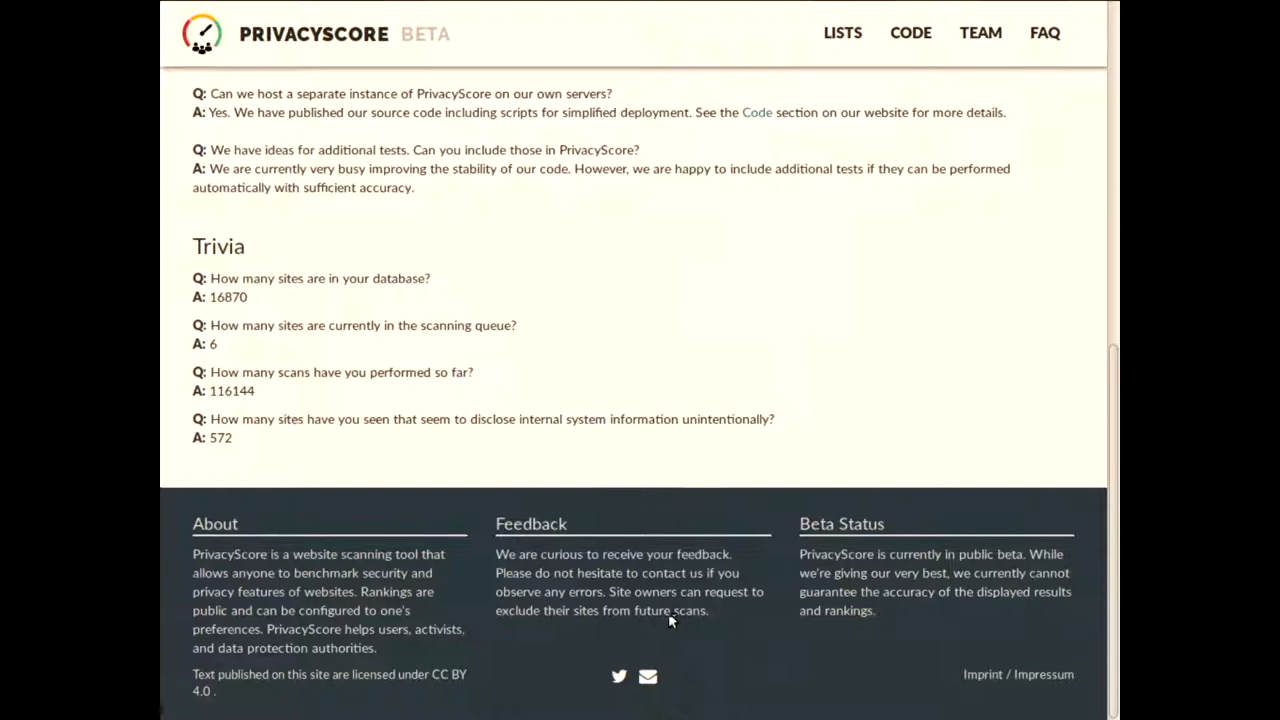 PRIVACYSCORE BETA
LISTS CODE TEAM FAQ
Q: Can we host a separate instance of PrivacyScore on our own servers?
A: Yes. We have published our source code including scripts for simplified deployment. See the Code section on our website for more details.
Q: We have ideas for additional tests. Can you include those in PrivacyScore?
A: We are currently very busy improving the stability of our code. However, we are happy to include additional tests if they can be performed
automatically with sufficient accuracy.
Trivia
Q: How many sites are in your database?
A: 16870
Q: How many sites are currently in the scanning queue?
A: 6
Q: How many scans have you performed so far?
A: 116144
Q: How many sites have you seen that seem to disclose internal system information unintentionally?
A: 572
About
PrivacyScore is a website scanning tool that
allows anyone to benchmark security and
privacy features of websites. Rankings are
public and can be configured to one's
preferences. PrivacyScore helps users, activists,
and data protection authorities.
Text published on this site are licensed under CC BY
4.0 .
Feedback
We are curious to receive your feedback.
Please do not hesitate to contact us if you
observe any errors. Site owners can request to
exclude their sites from future scans.
Beta Status
PrivacyScore is currently in public beta. While
we're giving our very best, we currently cannot
guarantee the accuracy of the displayed results
and rankings.
Imprint / Impressum